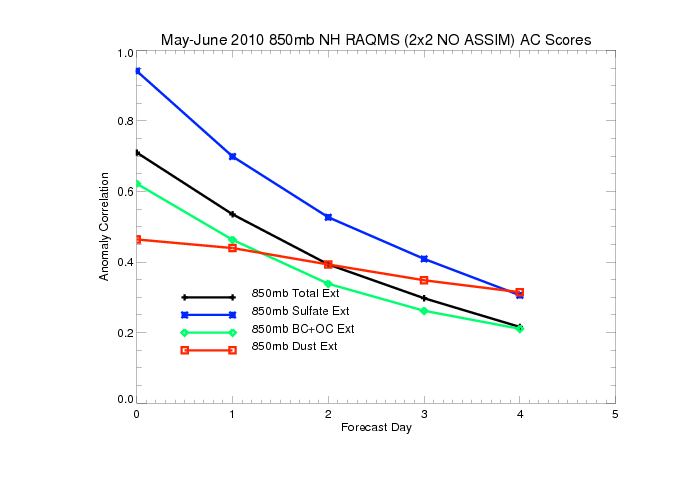 May-June 2010 850mb NH RAQMS (2x2 NO ASSIM) AC Scores
1.0
0.8
0.6
0.4
0.2
0.0
Anomaly Correlation
850mb Total Ext
850mb Sulfate Ext
850mb BC+OC Ext
850mb Dust Ext
0 1 2 3 4 5
Forecast Day